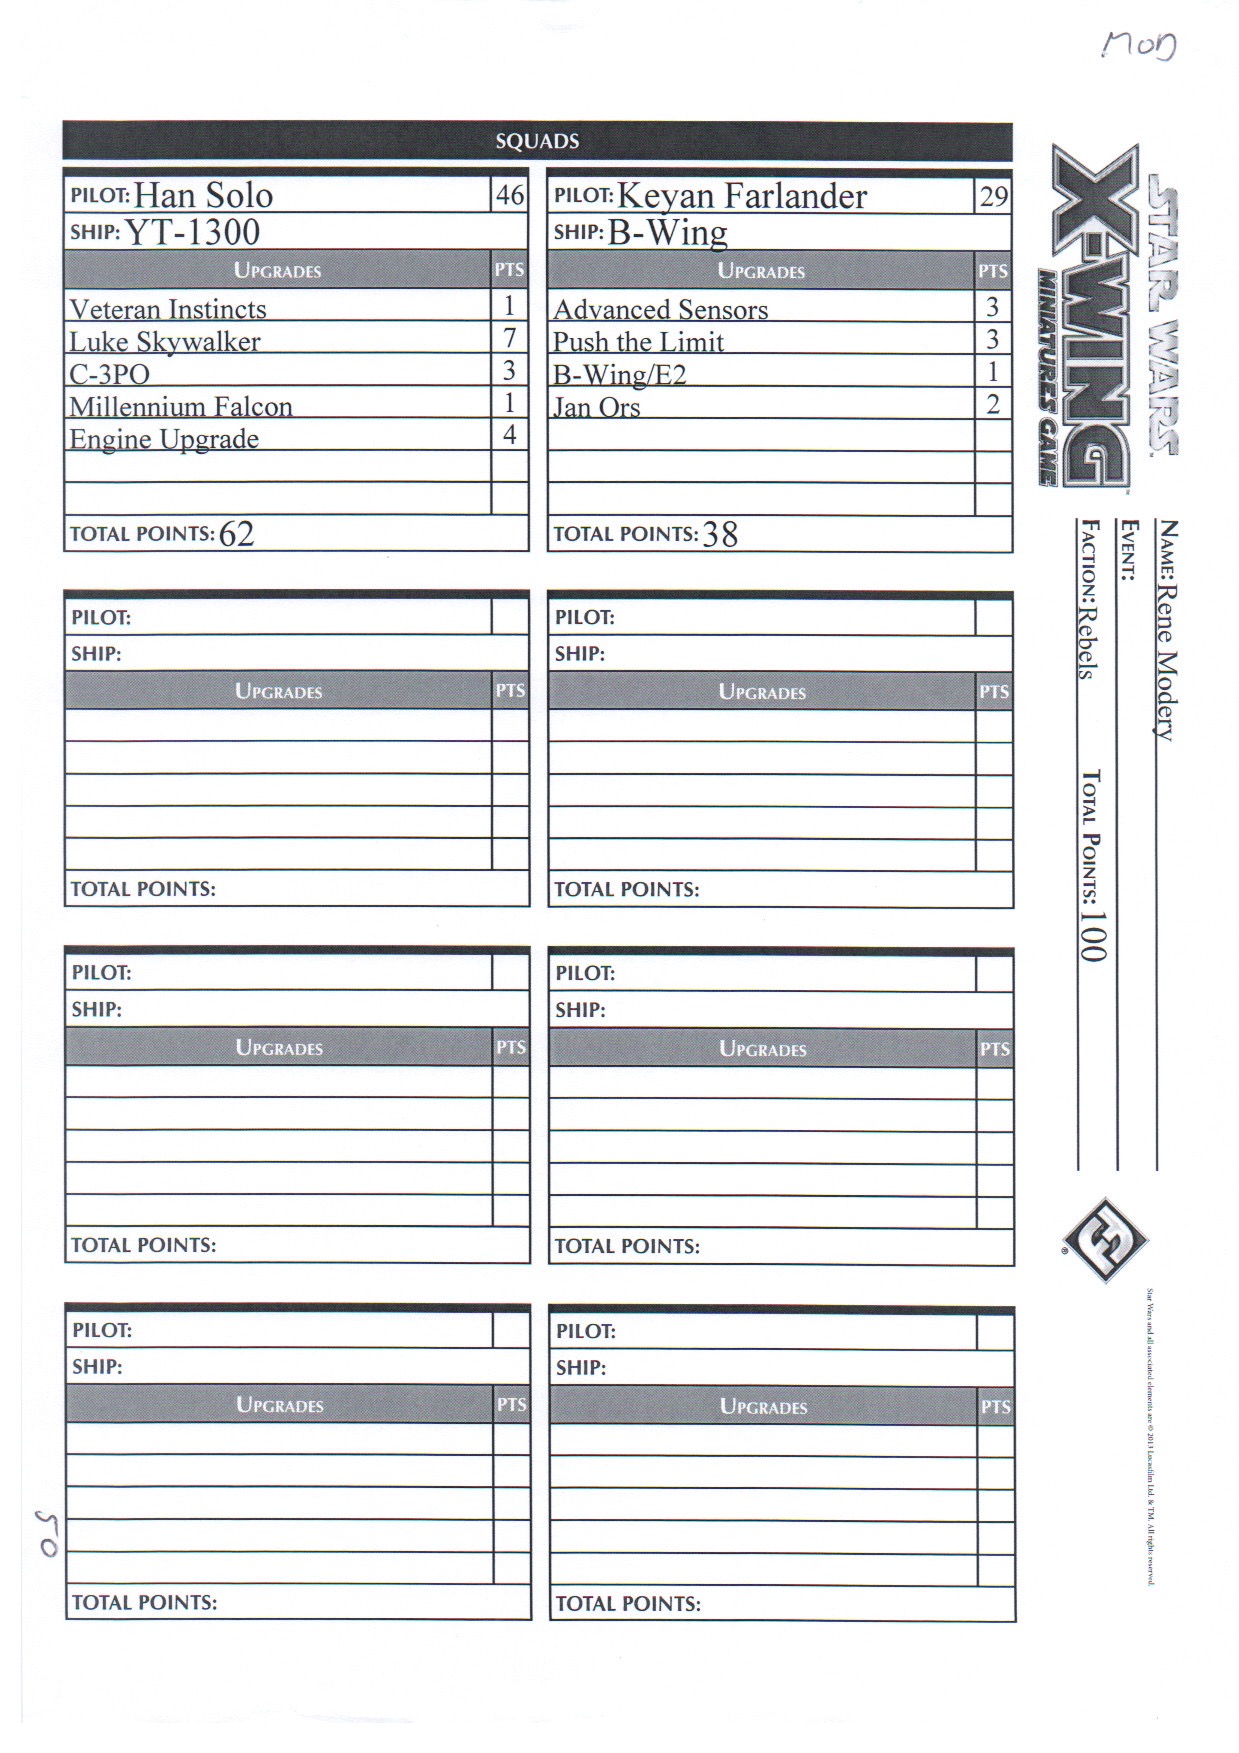 MOD
SQUADS
PILOT: Han Solo 46
SHIP: YT-1300
UPGRADES PTS
Veteran Instincts 1
Luke Skywalker 7
C-3PO 3
Millennium Falcon 1
Engine Upgrade 4
TOTAL POINTS: 62
PILOT: Keyan Farlander 29
SHIP: B-Wing
UPGRADES PTS
Advanced Sensors 3
Push the Limit 3
B-Wing/E2 1
Jan Ors 2
TOTAL POINTS: 38
PILOT:
SHIP:
UPGRADES PTS
TOTAL POINTS:
PILOT:
SHIP:
UPGRADES PTS
TOTAL POINTS:
PILOT:
SHIP:
UPGRADES PTS
TOTAL POINTS:
PILOT:
SHIP:
UPGRADES PTS
TOTAL POINTS:
PILOT:
SHIP:
UPGRADES PTS
TOTAL POINTS:
PILOT:
SHIP:
UPGRADES PTS
TOTAL POINTS:
STAR WARS™
X-WING™
MINIATURES GAME
NAME: Rene Modery
EVENT:
FACTION: Rebels TOTAL POINTS: 100
®
Star Wars and all associated elements are © 2013 Lucasfilm Ltd. & TM. All rights reserved.
50